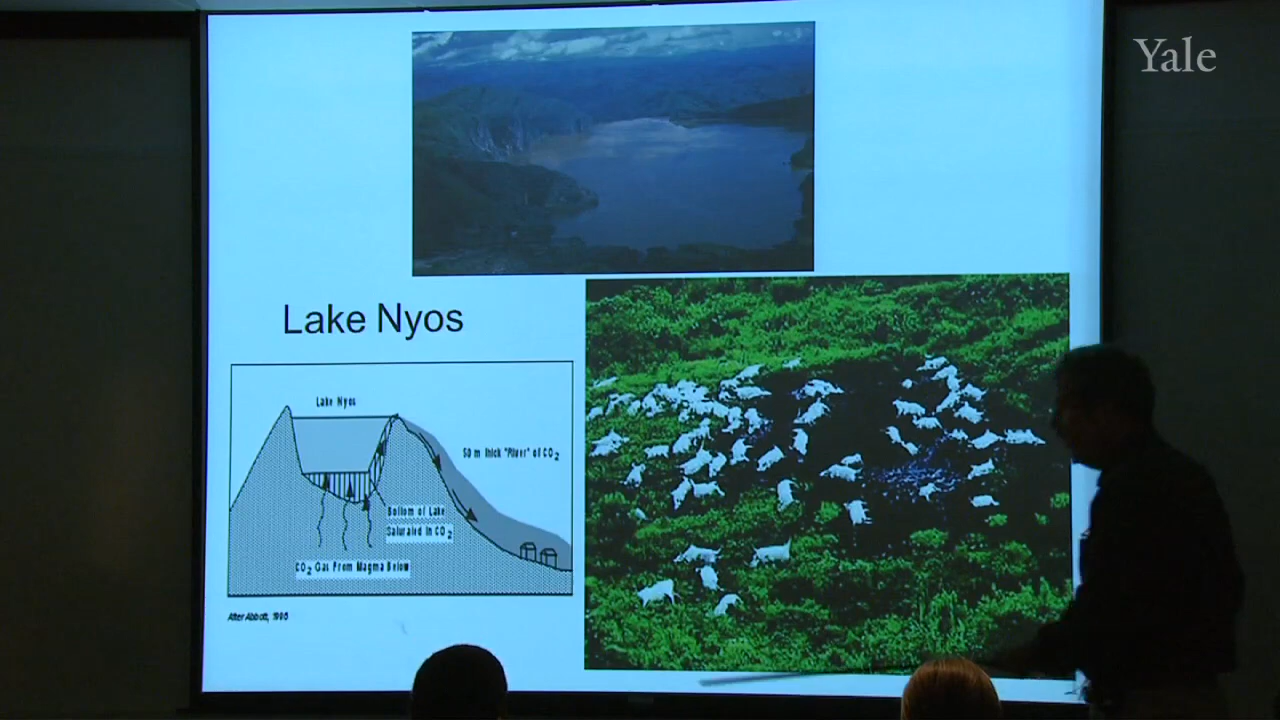 Yale
Lake Nyos
Lake Nyos
50 m thick "River" of CO2
Bottom of Lake
Saturated in CO2
CO2 Gas From Magma Below
After Abbott, 1996